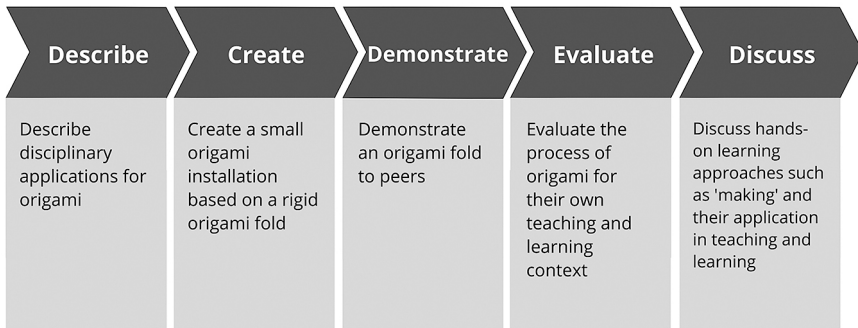 Describe
Create
Demonstrate
Evaluate
Discuss
Describe
disciplinary
applications for
origami
Create a small
origami
installation
based on a rigid
origami fold
Demonstrate
an origami fold
to peers
Evaluate the
process of
origami for
their own
teaching and
learning
context
Discuss hands-
on learning
approaches such
as 'making' and
their application
in teaching and
learning